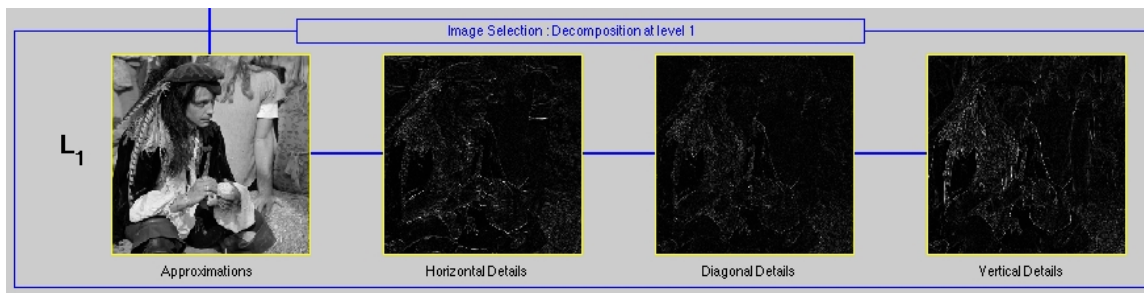 Image Selection : Decomposition at level 1
L1
Approximations
Horizontal Details
Diagonal Details
Vertical Details